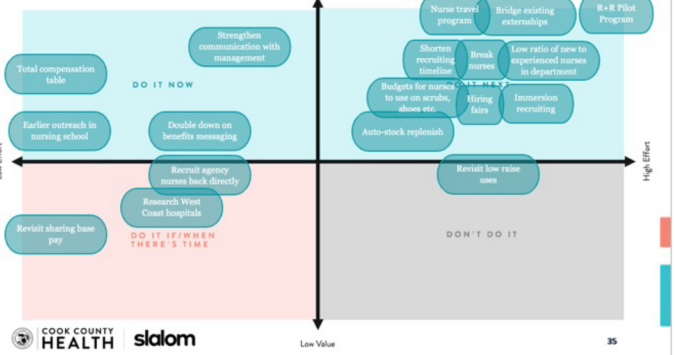 Nurse travel
program
Bridge existing
externships
R+R Pilot
Program
Strengthen
communication with
management
Shorten
recruiting
timeline
Break
nurses
Low ratio of new to
experienced nurses
in department
Total compensation
table
DO IT NOW
DO IT NEXT
Budgets for nurses
to use on scrubs,
shoes etc.
Hiring
fairs
Immersion
recruiting
Earlier outreach in
nursing school
Double down on
benefits messaging
Auto-stock replenish
High Effort
Recruit agency
nurses back directly
Revisit low raise
uses
Research West
Coast hospitals
Revisit sharing base
pay
DO IT IF/WHEN
THERE'S TIME
DON'T DO IT
COOK COUNTY
HEALTH
slalom
Low Value
35